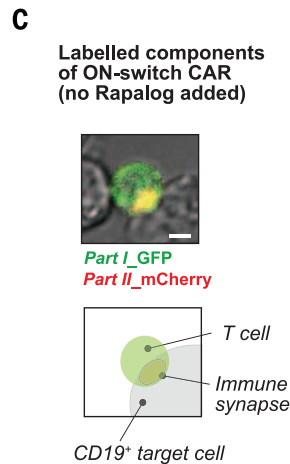 C
Labelled components
of ON-switch CAR
(no Rapalog added)
Part I_GFP
Part II_mCherry
T cell
Immune
synapse
CD19+ target cell